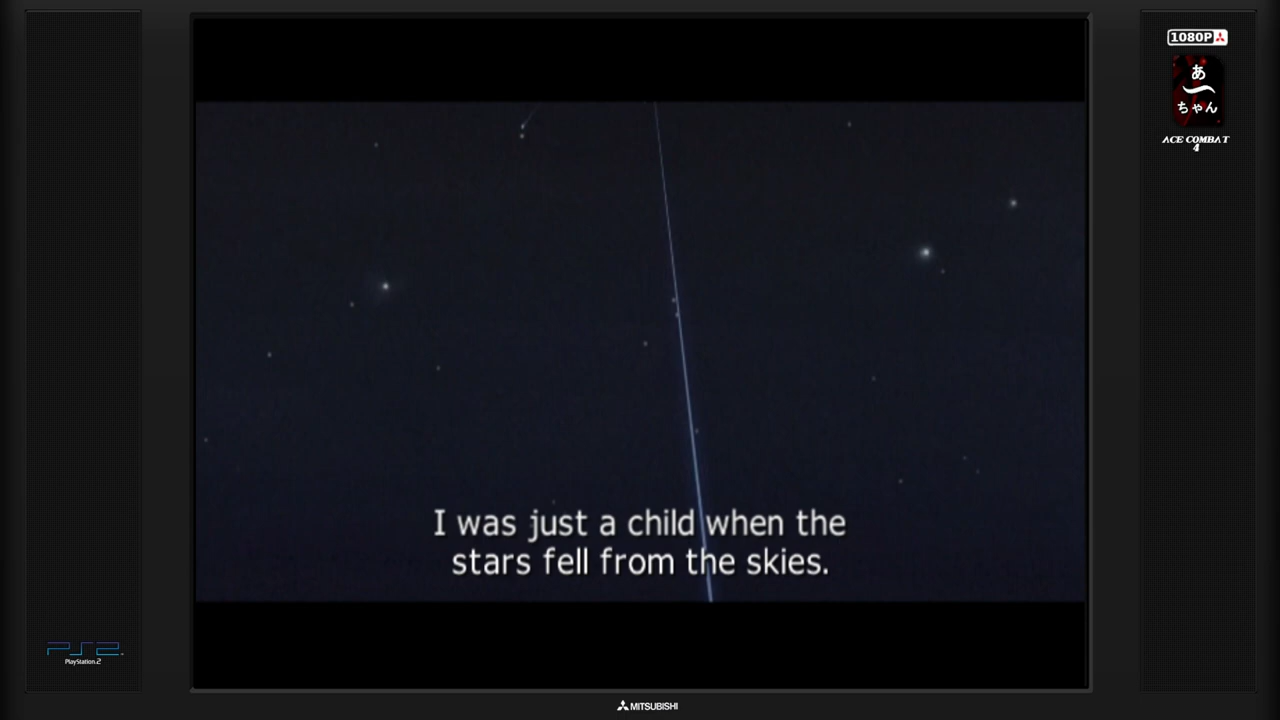 1080P
あ
ー
ちゃん
ACE COMBAT
4
I was just a child when the
stars fell from the skies.
PS2
PlayStation.2
MITSUBISHI